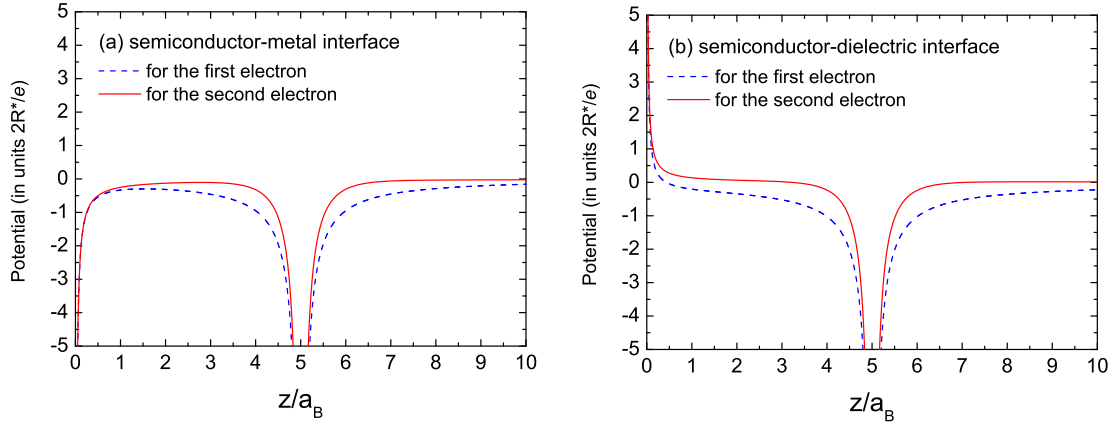 5
4
3
2
1
0
-1
-2
-3
-4
-5
Potential (in units 2R*/e)
(a) semiconductor-metal interface
for the first electron
for the second electron
0 1 2 3 4 5 6 7 8 9 10
z/a_B
5
4
3
2
1
0
-1
-2
-3
-4
-5
Potential (in units 2R*/e)
(b) semiconductor-dielectric interface
for the first electron
for the second electron
0 1 2 3 4 5 6 7 8 9 10
z/a_B